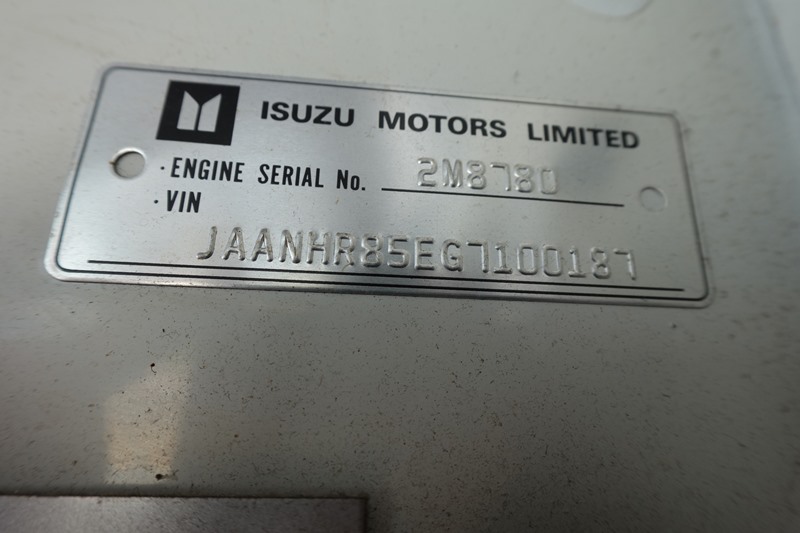 ISUZU MOTORS LIMITED
·ENGINE SERIAL No. 2M8780
·VIN
JAANHR85EG7100187